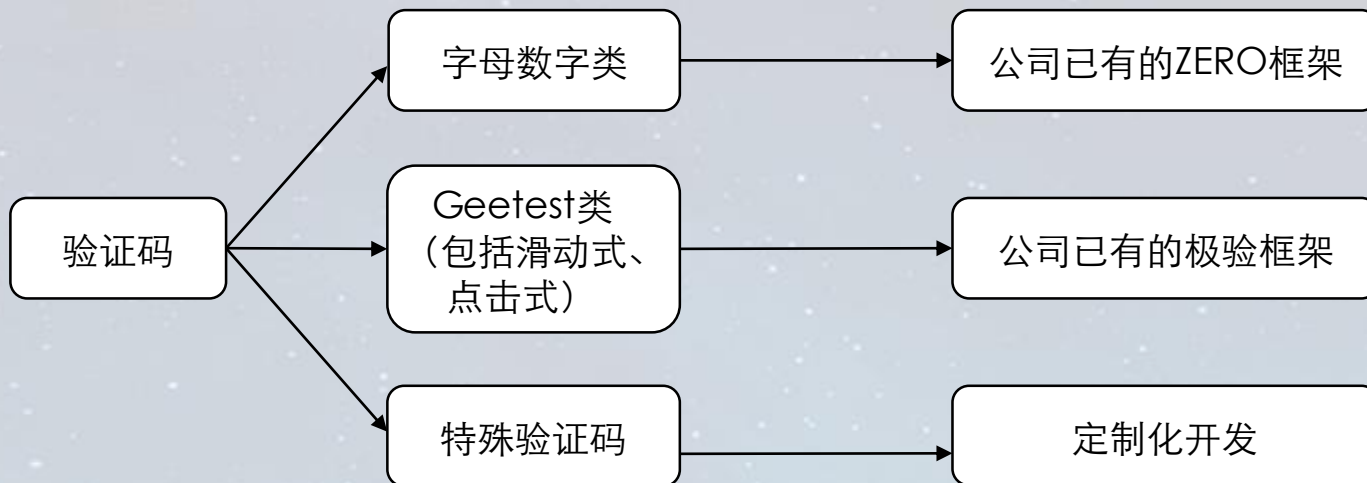 字母数字类
公司已有的ZERO框架
验证码
Geetest类
（包括滑动式、
点击式）
公司已有的极验框架
特殊验证码
定制化开发